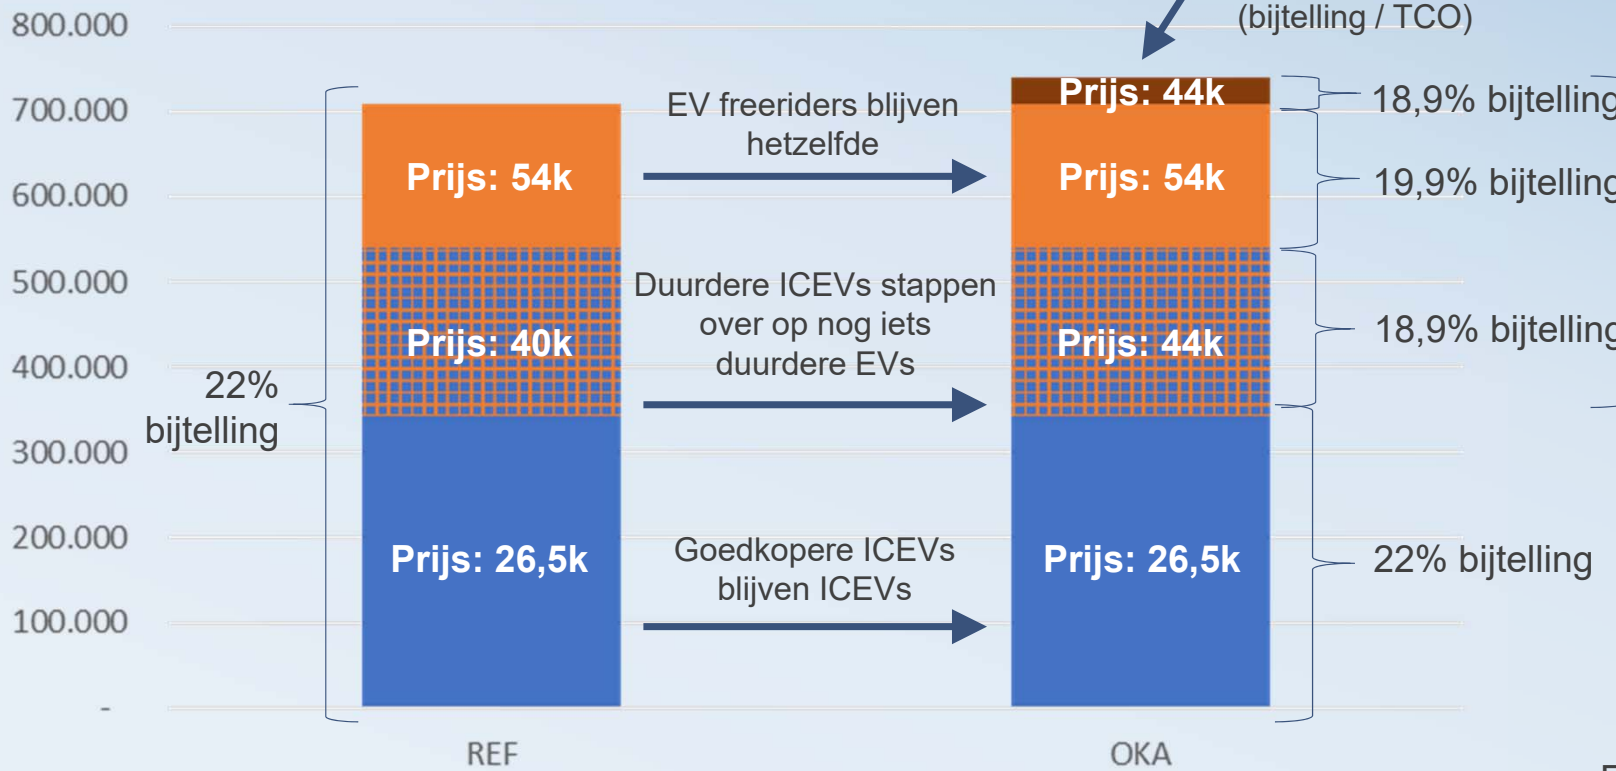 800.000
700.000
600.000
500.000
400.000
300.000
200.000
100.000
-
22%
bijtelling
Prijs: 54k
Prijs: 40k
Prijs: 26,5k
REF
EV freeriders blijven
hetzelfde
Duurdere ICEVs stappen
over op nog iets
duurdere EVs
Goedkopere ICEVs
blijven ICEVs
(bijtelling / TCO)
Prijs: 44k
Prijs: 54k
Prijs: 44k
Prijs: 26,5k
OKA
18,9% bijtelling
19,9% bijtelling
18,9% bijtelling
22% bijtelling